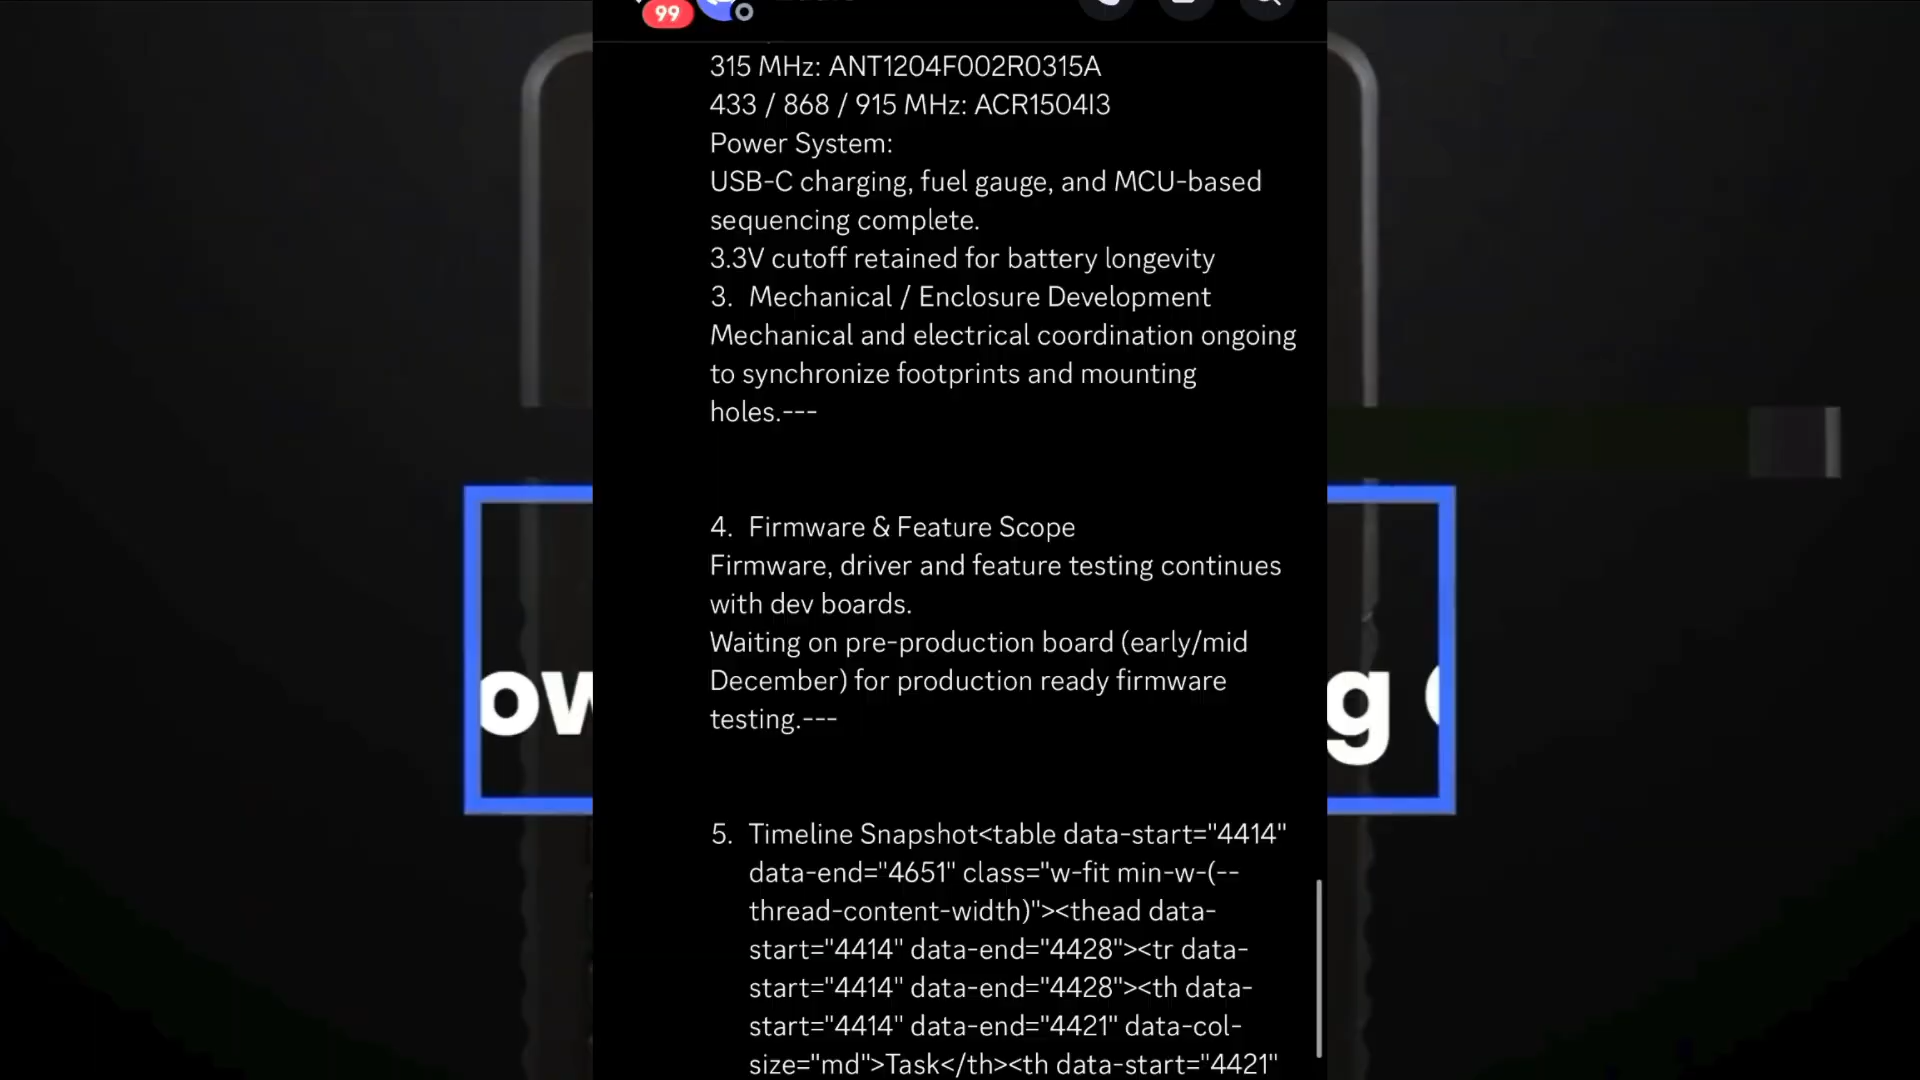 99
315 MHz: ANT1204F002R0315A
433 / 868 / 915 MHz: ACR1504I3
Power System:
USB-C charging, fuel gauge, and MCU-based
sequencing complete.
3.3V cutoff retained for battery longevity
3. Mechanical / Enclosure Development
Mechanical and electrical coordination ongoing
to synchronize footprints and mounting
holes.---
4. Firmware & Feature Scope
Firmware, driver and feature testing continues
with dev boards.
Waiting on pre-production board (early/mid
December) for production ready firmware
testing.---
5. Timeline Snapshot<table data-start="4414"
data-end="4651" class="w-fit min-w-(--
thread-content-width)"><thead data-
start="4414" data-end="4428"><tr data-
start="4414" data-end="4428"><th data-
start="4414" data-end="4421" data-col-
size="md">Task</th><th data-start="4421"